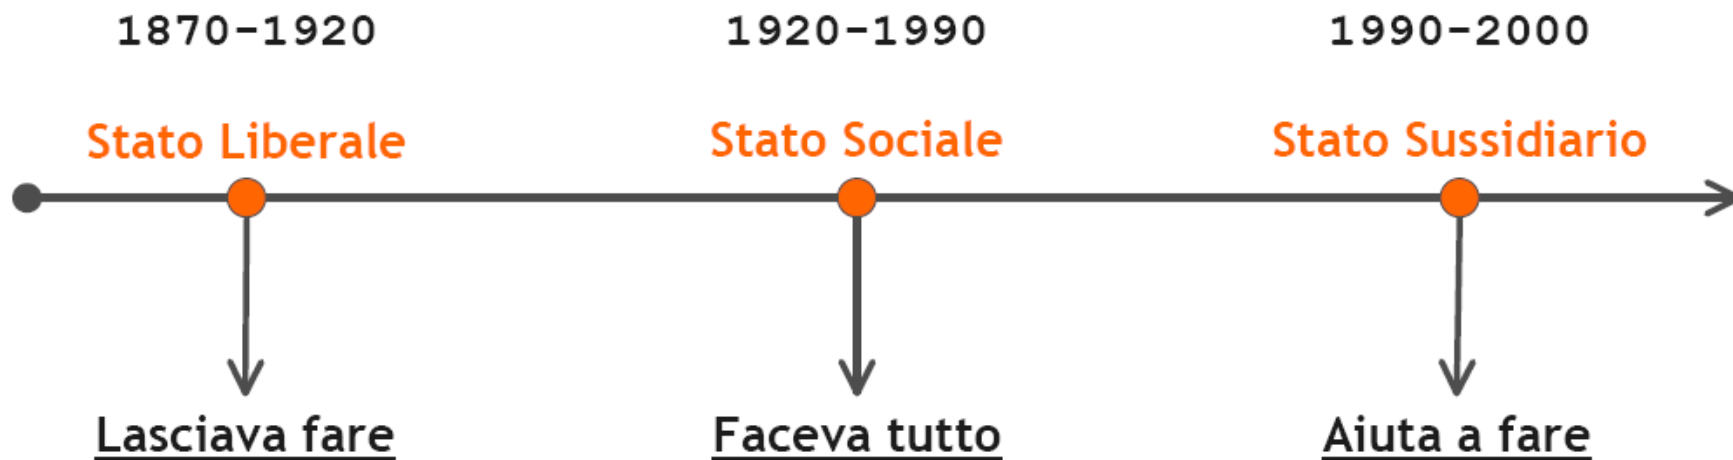 1870-1920
1920-1990
1990-2000
Stato Liberale
Stato Sociale
Stato Sussidiario
Lasciava fare
Faceva tutto
Aiuta a fare